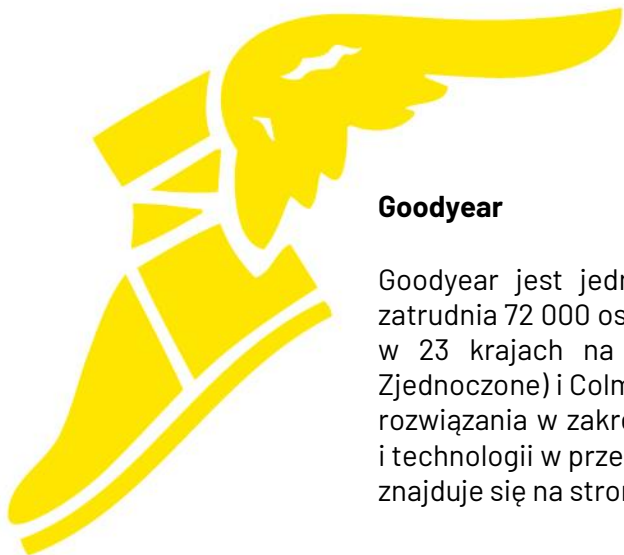 Goodyear
Goodyear jest jedn
zatrudnia 72 000 os
w 23 krajach na
Zjednoczone) i Colm
rozwiązania w zakre
i technologii w prze
znajduje się na stron